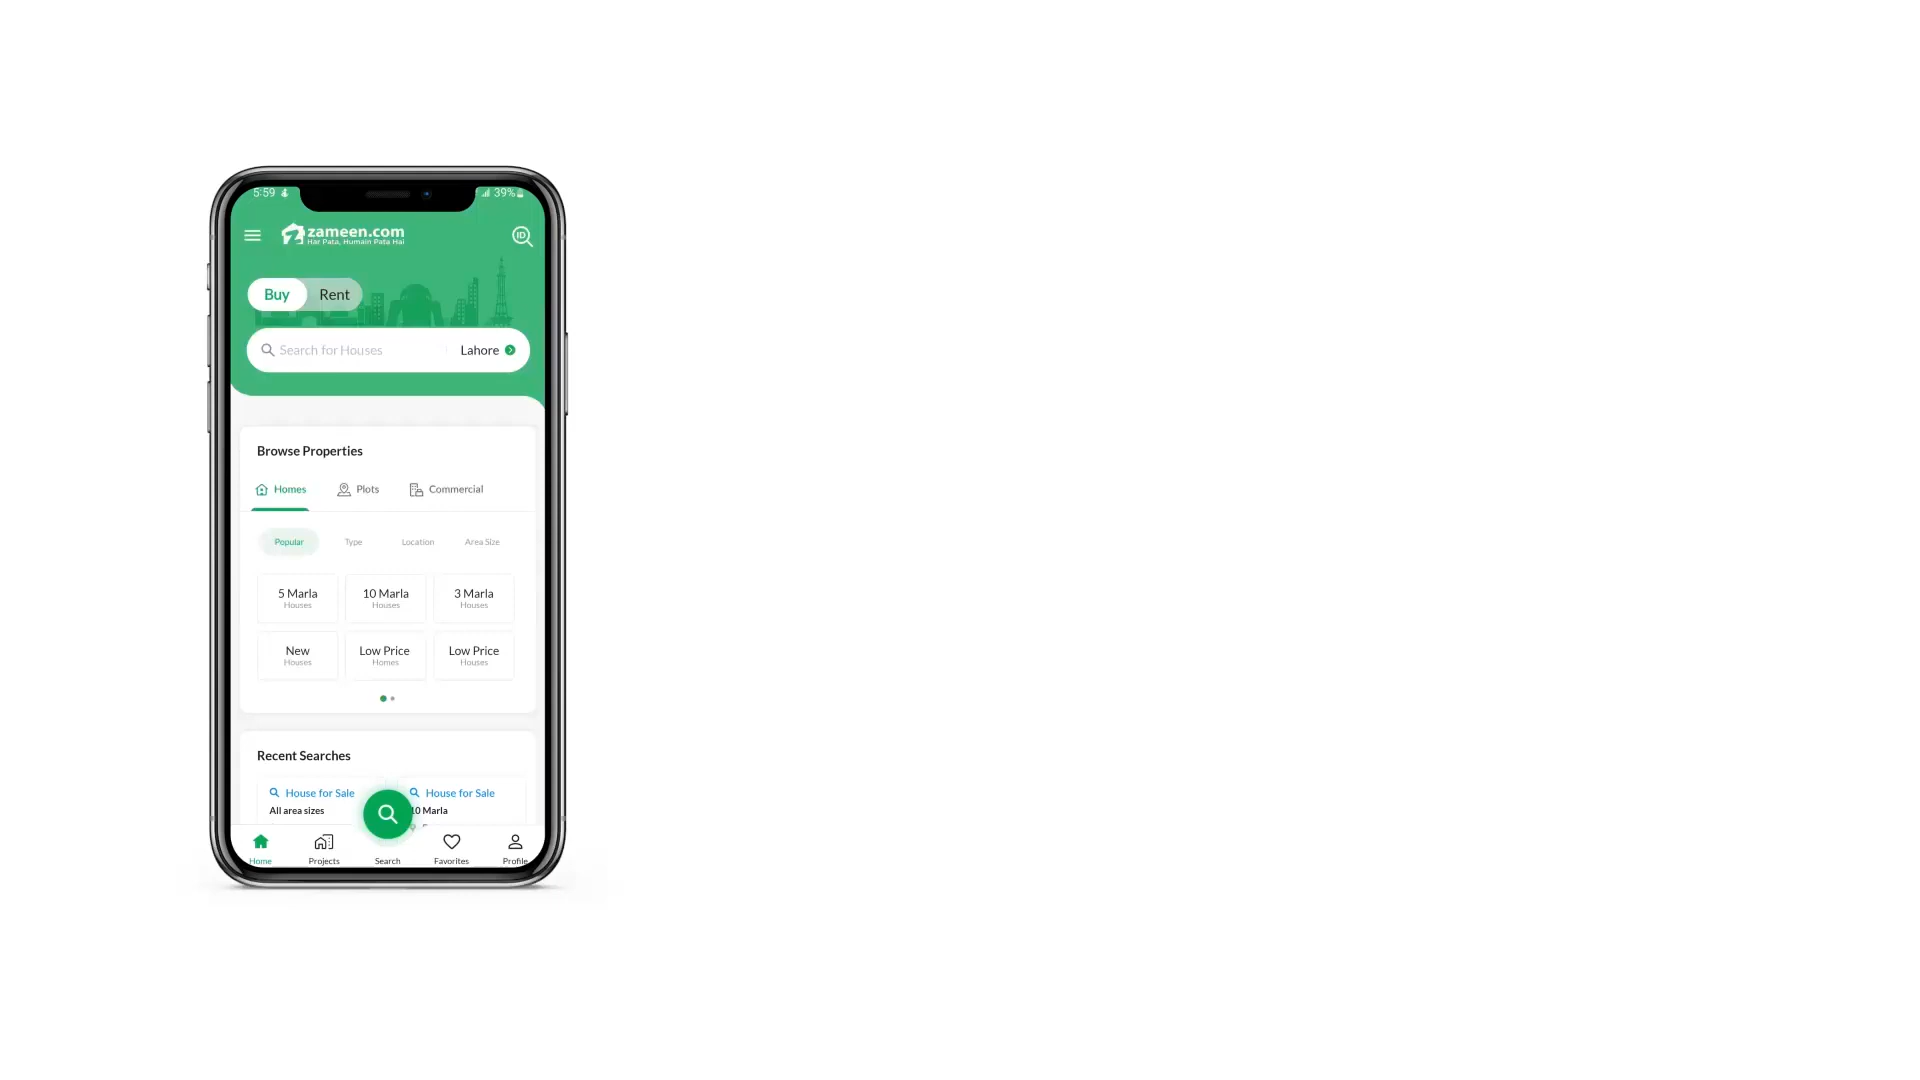 5:59 39%
zameen.com
Har Pata, Humain Pata Hai
ID
Buy Rent
Search for Houses Lahore
Browse Properties
Homes Plots Commercial
Popular Type Location Area Size
5 Marla 10 Marla 3 Marla
Houses Houses Houses
New Low Price Low Price
Houses Homes Houses
Recent Searches
House for Sale House for Sale
All area sizes 10 Marla
Home Projects Search Favorites Profile